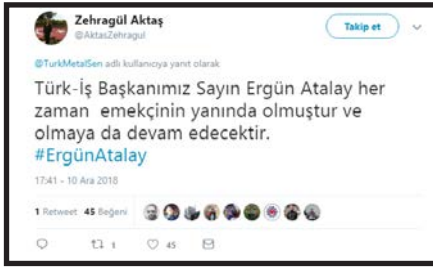 Zehragül Aktaş
@AktasZehragul
Takip et
@TurkMetalSen adlı kullanıcıya yanıt olarak
Türk-İş Başkanımız Sayın Ergün Atalay her
zaman emekçinin yanında olmuştur ve
olmaya da devam edecektir.
#ErgünAtalay
17:41 - 10 Ara 2018
1 Retweet 45 Beğeni
1 45